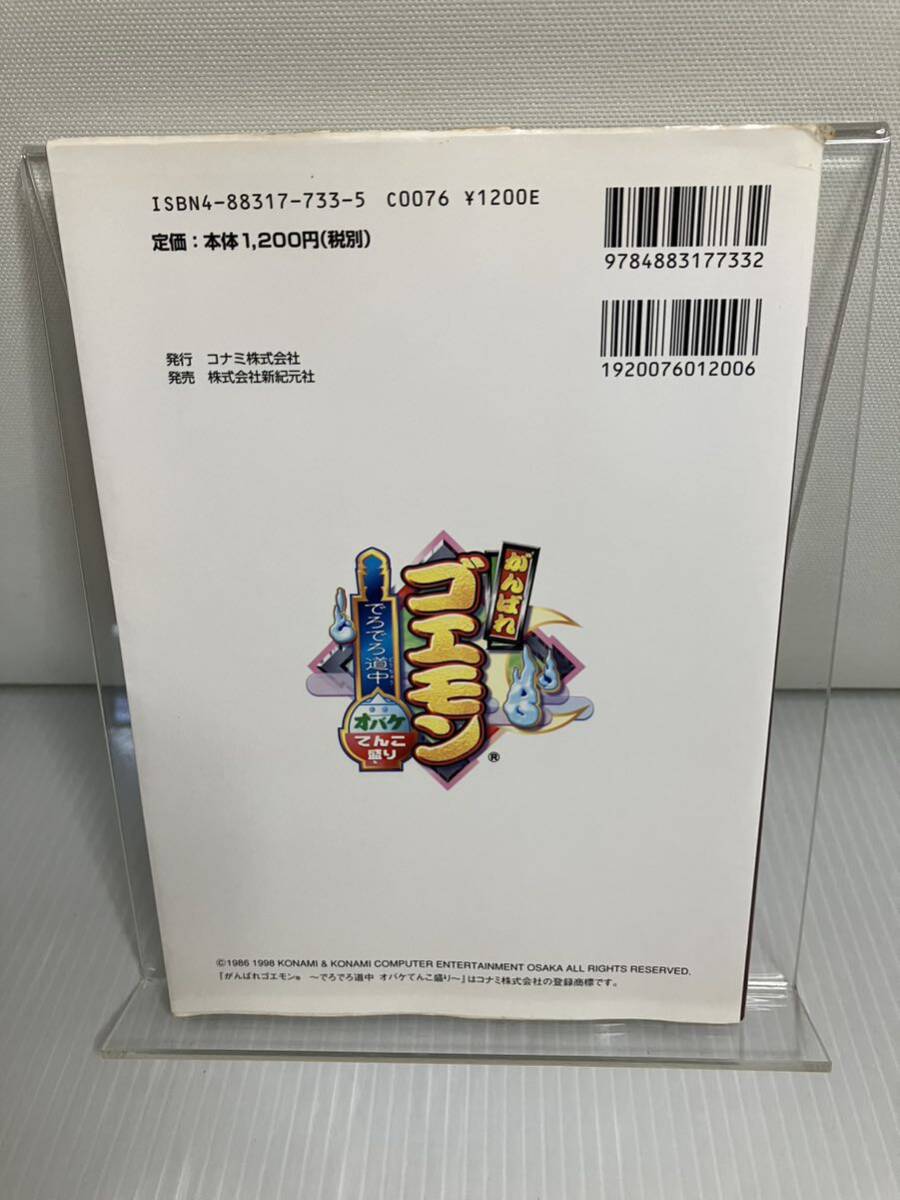 ISBN4-88317-733-5 C0076 ¥1200E
定価：本体1,200円(税別)
9784883177332
1920076012006
発行 コナミ株式会社
発売 株式会社新紀元社
がんばれ
ゴエモン
でろでろ道中
オバケ
てんこ
盛り
®
©1986 1998 KONAMI & KONAMI COMPUTER ENTERTAINMENT OSAKA ALL RIGHTS RESERVED.
「がんばれゴエモン® 〜でろでろ道中 オバケてんこ盛り〜」はコナミ株式会社の登録商標です。